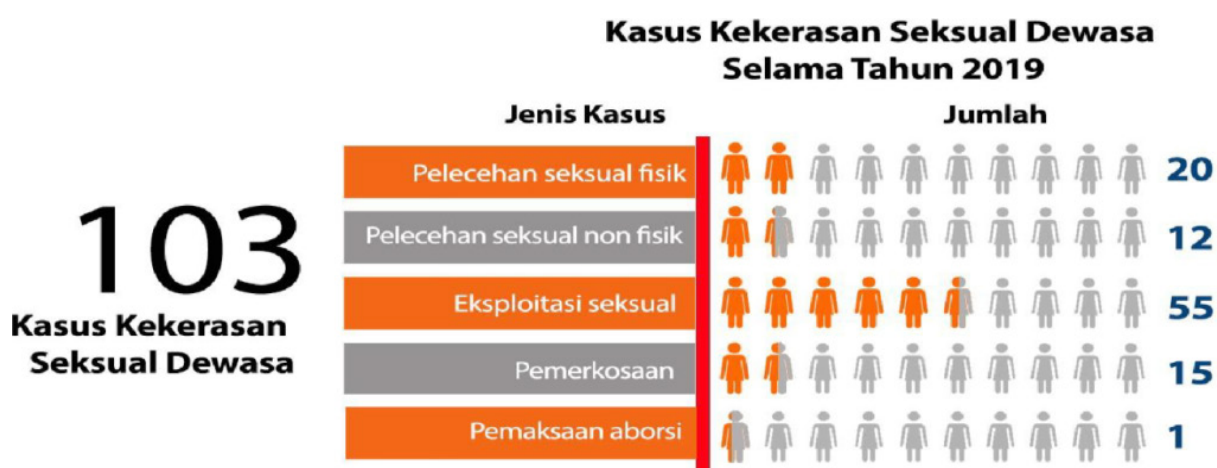 Kasus Kekerasan Seksual Dewasa
Selama Tahun 2019
Jenis Kasus
Jumlah
103
Kasus Kekerasan
Seksual Dewasa
Pelecehan seksual fisik
20
Pelecehan seksual non fisik
12
Eksploitasi seksual
55
Pemerkosaan
15
Pemaksaan aborsi
1